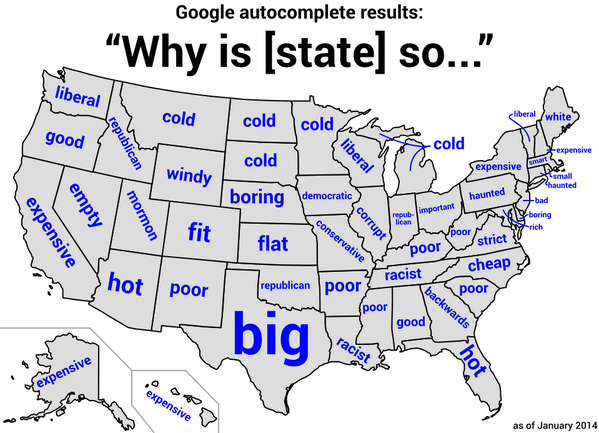 Google autocomplete results:
“Why is [state] so...”
liberal
cold
cold
cold
liberal
white
good
republican
cold
liberal
cold
expensive
windy
expensive
smart
small
haunted
empty
mormon
boring
democratic
haunted
bad
expensive
fit
flat
conservative
corrupt
repub-
lican
important
boring
rich
poor
poor
strict
hot
poor
republican
poor
racist
cheap
big
poor
good
backwards
poor
racist
hot
expensive
expensive
as of January 2014